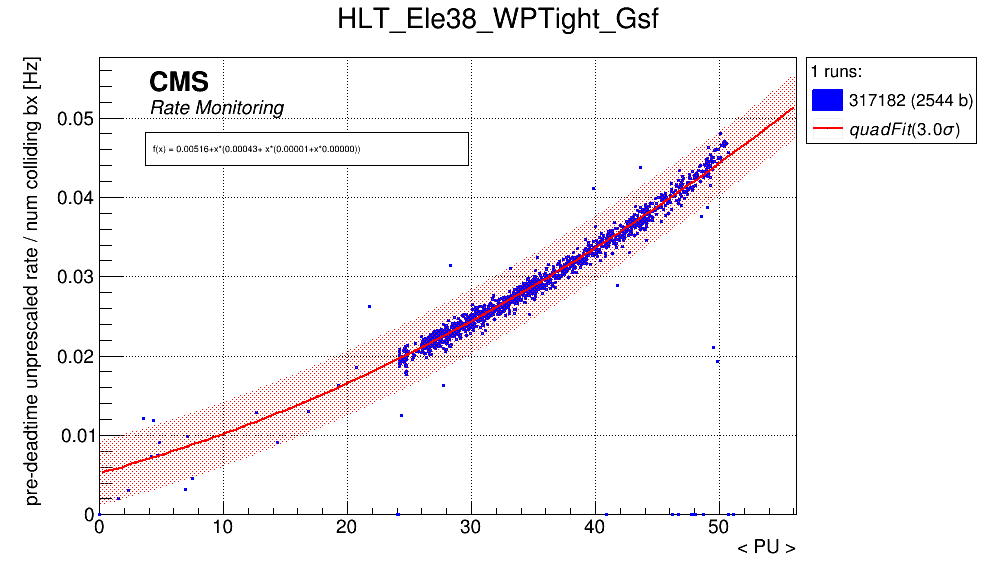 HLT_Ele38_WPTight_Gsf
pre-deadtime unprescaled rate / num colliding bx [Hz]
CMS
Rate Monitoring
f(x) = 0.00516+x*(0.00043+ x*(0.00001+x*0.00000))
1 runs:
317182 (2544 b)
quadFit(3.0σ)
0.05
0.04
0.03
0.02
0.01
0
0 10 20 30 40 50
< PU >